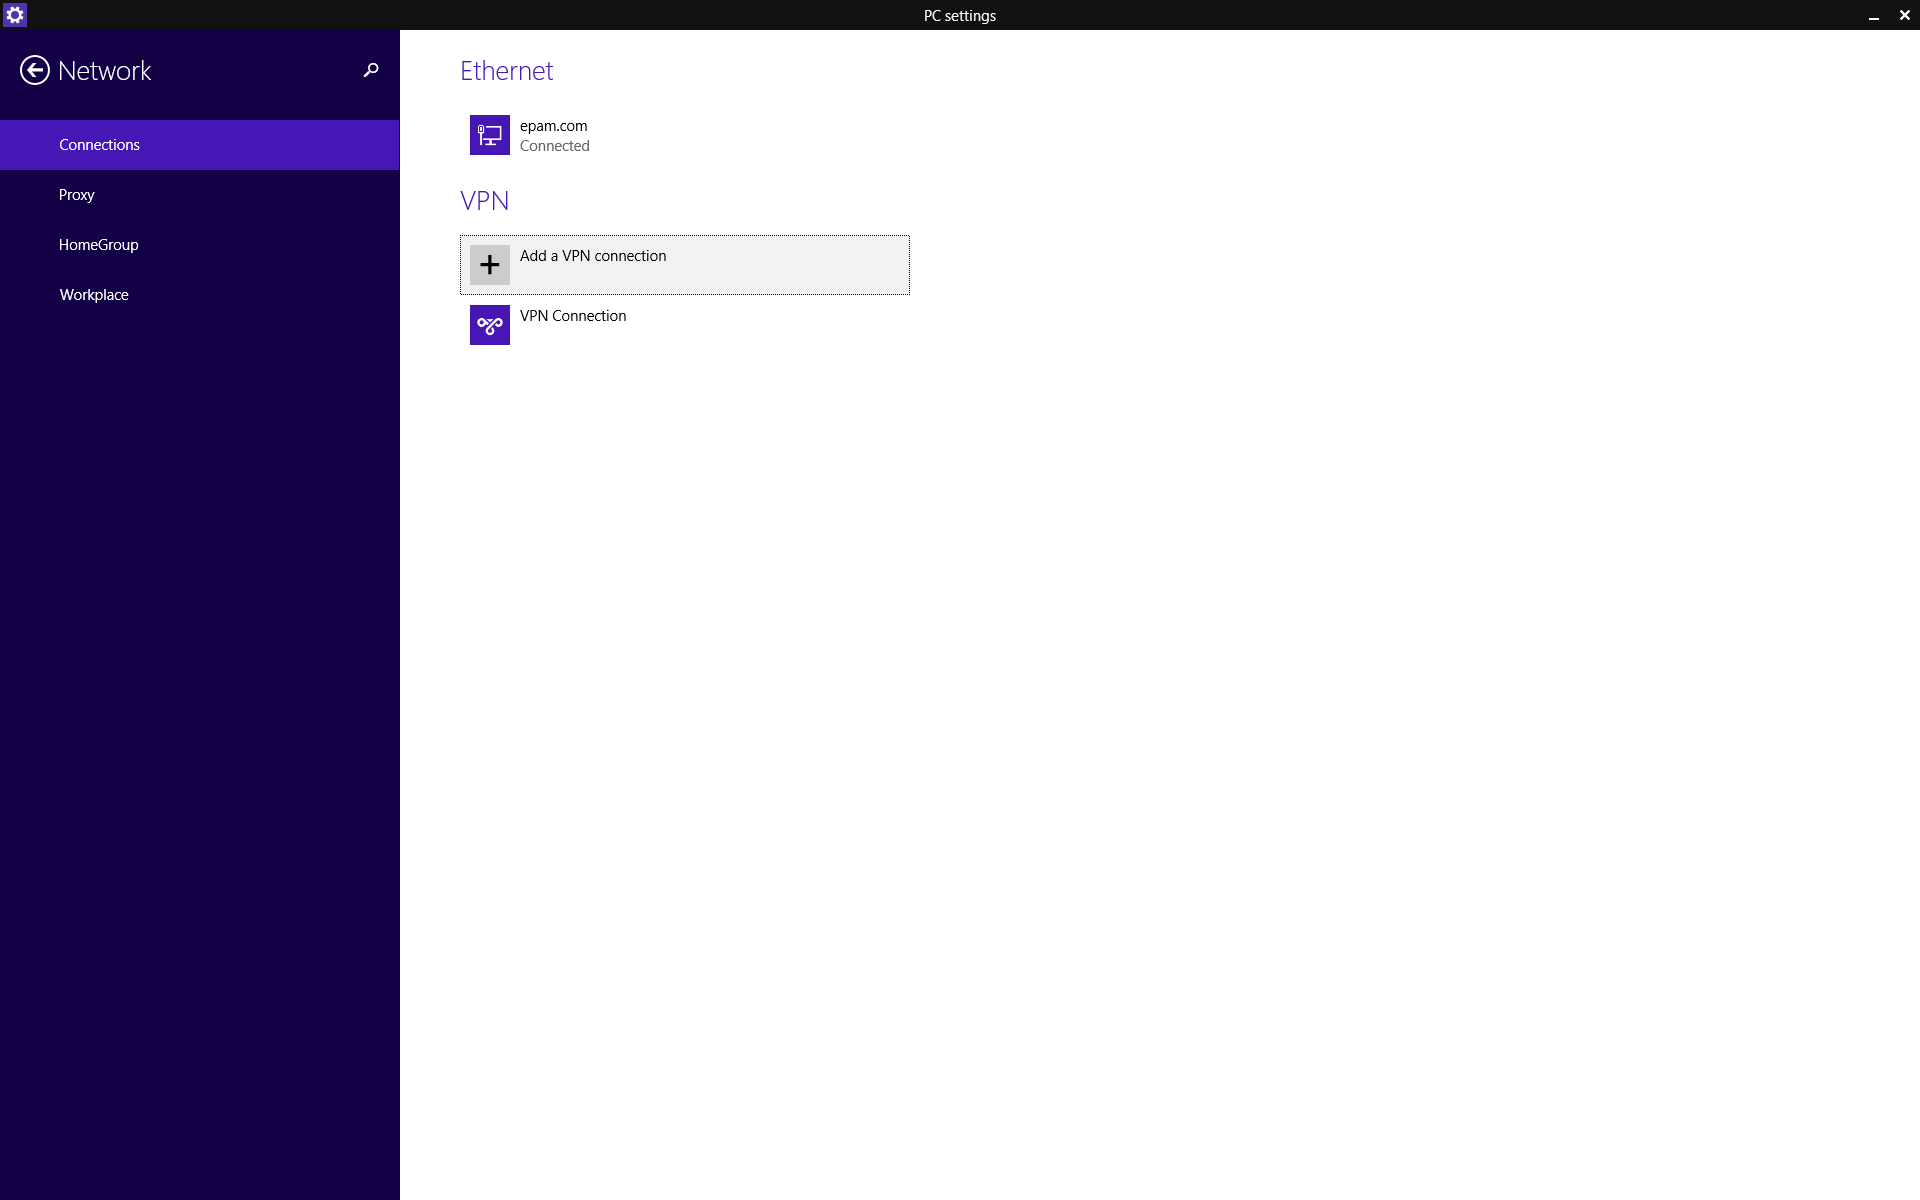 PC settings
Network
Connections
Proxy
HomeGroup
Workplace
Ethernet
epam.com
Connected
VPN
Add a VPN connection
VPN Connection